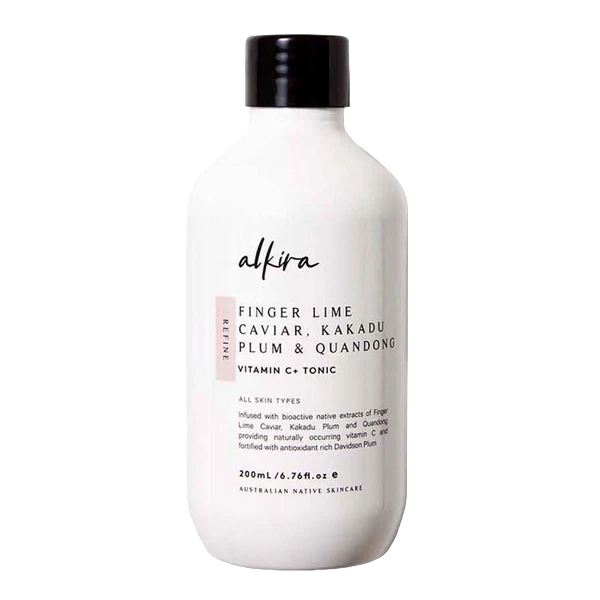 alkira
REFINE
FINGER LIME
CAVIAR, KAKADU
PLUM & QUANDONG
VITAMIN C+ TONIC
ALL SKIN TYPES
Infused with bioactive native extracts of Finger
Lime Caviar, Kakadu Plum and Quandong
providing naturally occurring vitamin C and
fortified with antioxidant rich Davidson Plum
200mL/6.76fl.oz e
AUSTRALIAN NATIVE SKINCARE